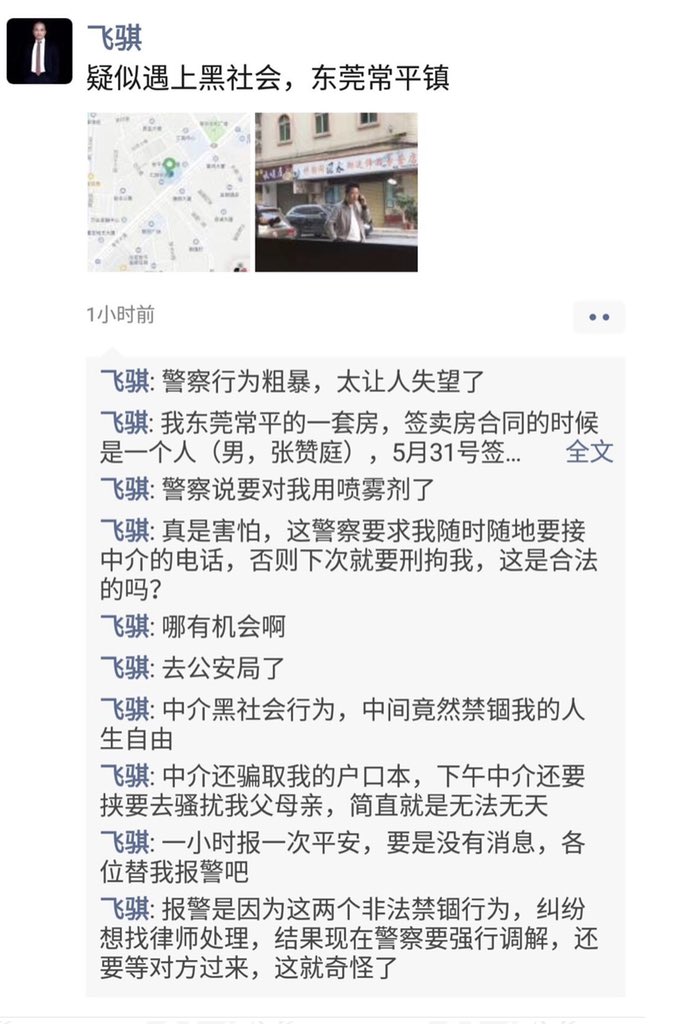 飞骐
疑似遇上黑社会，东莞常平镇
1小时前
飞骐: 警察行为粗暴，太让人失望了
飞骐: 我东莞常平的一套房，签卖房合同的时候
是一个人（男，张赞庭），5月31号签... 全文
飞骐: 警察说要对我用喷雾剂了
飞骐: 真是害怕，这警察要求我随时随地要接
中介的电话，否则下次就要刑拘我，这是合法
的吗？
飞骐: 哪有机会啊
飞骐: 去公安局了
飞骐: 中介黑社会行为，中间竟然禁锢我的人
生自由
飞骐: 中介还骗取我的户口本，下午中介还要
挟要去骚扰我父母亲，简直就是无法无天
飞骐: 一小时报一次平安，要是没有消息，各
位替我报警吧
飞骐: 报警是因为这两个非法禁锢行为，纠纷
想找律师处理，结果现在警察要强行调解，还
要等对方过来，这就奇怪了